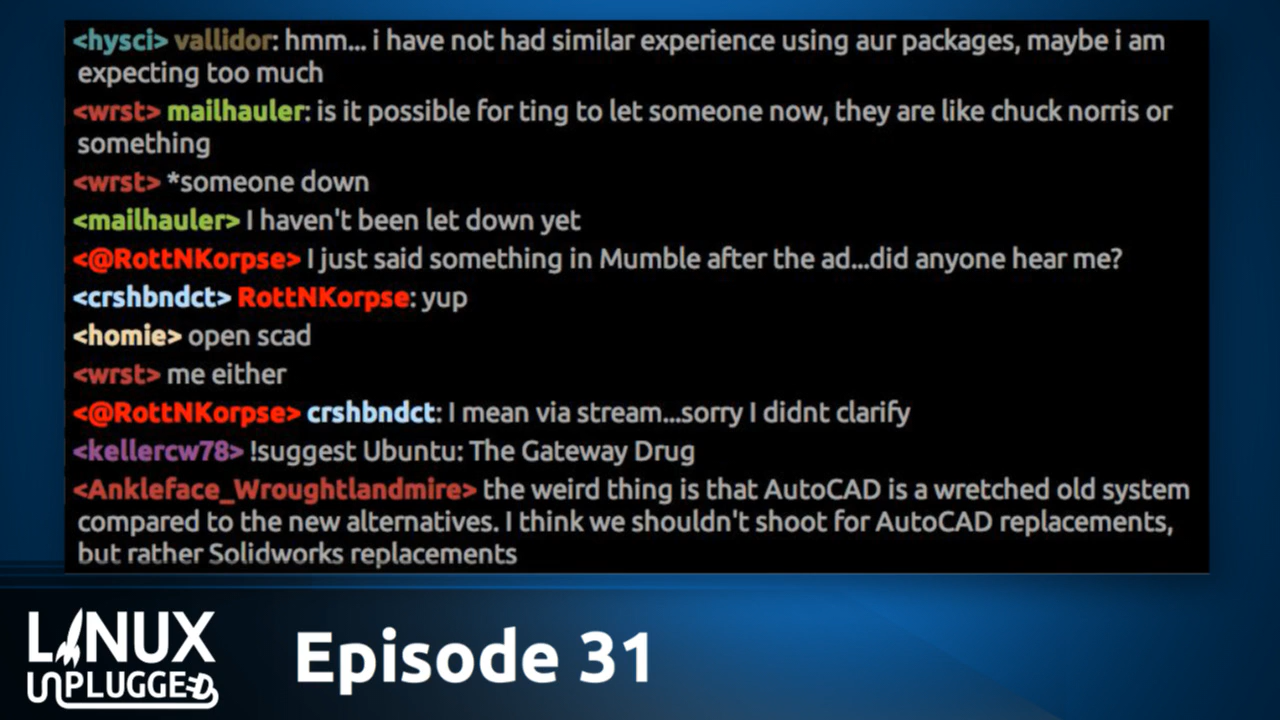 <hysci> vallidor: hmm... i have not had similar experience using aur packages, maybe i am
expecting too much
<wrst> mailhauler: is it possible for ting to let someone now, they are like chuck norris or
something
<wrst> *someone down
<mailhauler> I haven't been let down yet
<@RottNKorpse> I just said something in Mumble after the ad...did anyone hear me?
<crshbndct> RottNKorpse: yup
<homie> open scad
<wrst> me either
<@RottNKorpse> crshbndct: I mean via stream...sorry I didnt clarify
<kellercw78> !suggest Ubuntu: The Gateway Drug
<Ankleface_Wroughtlandmire> the weird thing is that AutoCAD is a wretched old system
compared to the new alternatives. I think we shouldn't shoot for AutoCAD replacements,
but rather Solidworks replacements
LINUX
UNPLUGGED
Episode 31